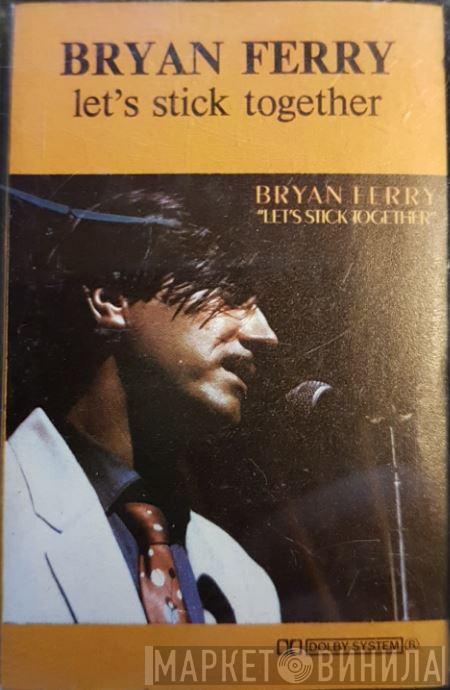 BRYAN FERRY
let's stick together
BRYAN FERRY
"LET'S STICK TOGETHER"
DOLBY SYSTEM ®
МАРКЕТ ВИНИЛА